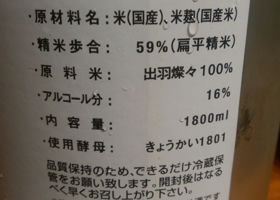 ・原材料名：米(国産)、米麹(国産米)
・精米歩合： 59%(扁平精米)
・原料米： 出羽燦々100%
・アルコール分： 16%
・内容量： 1800ml
・使用酵母： きょうかい1801
品質保持のため、できるだけ冷蔵保
管をお願い致します。開封後はなる
べく早くお召し上がり下さい。